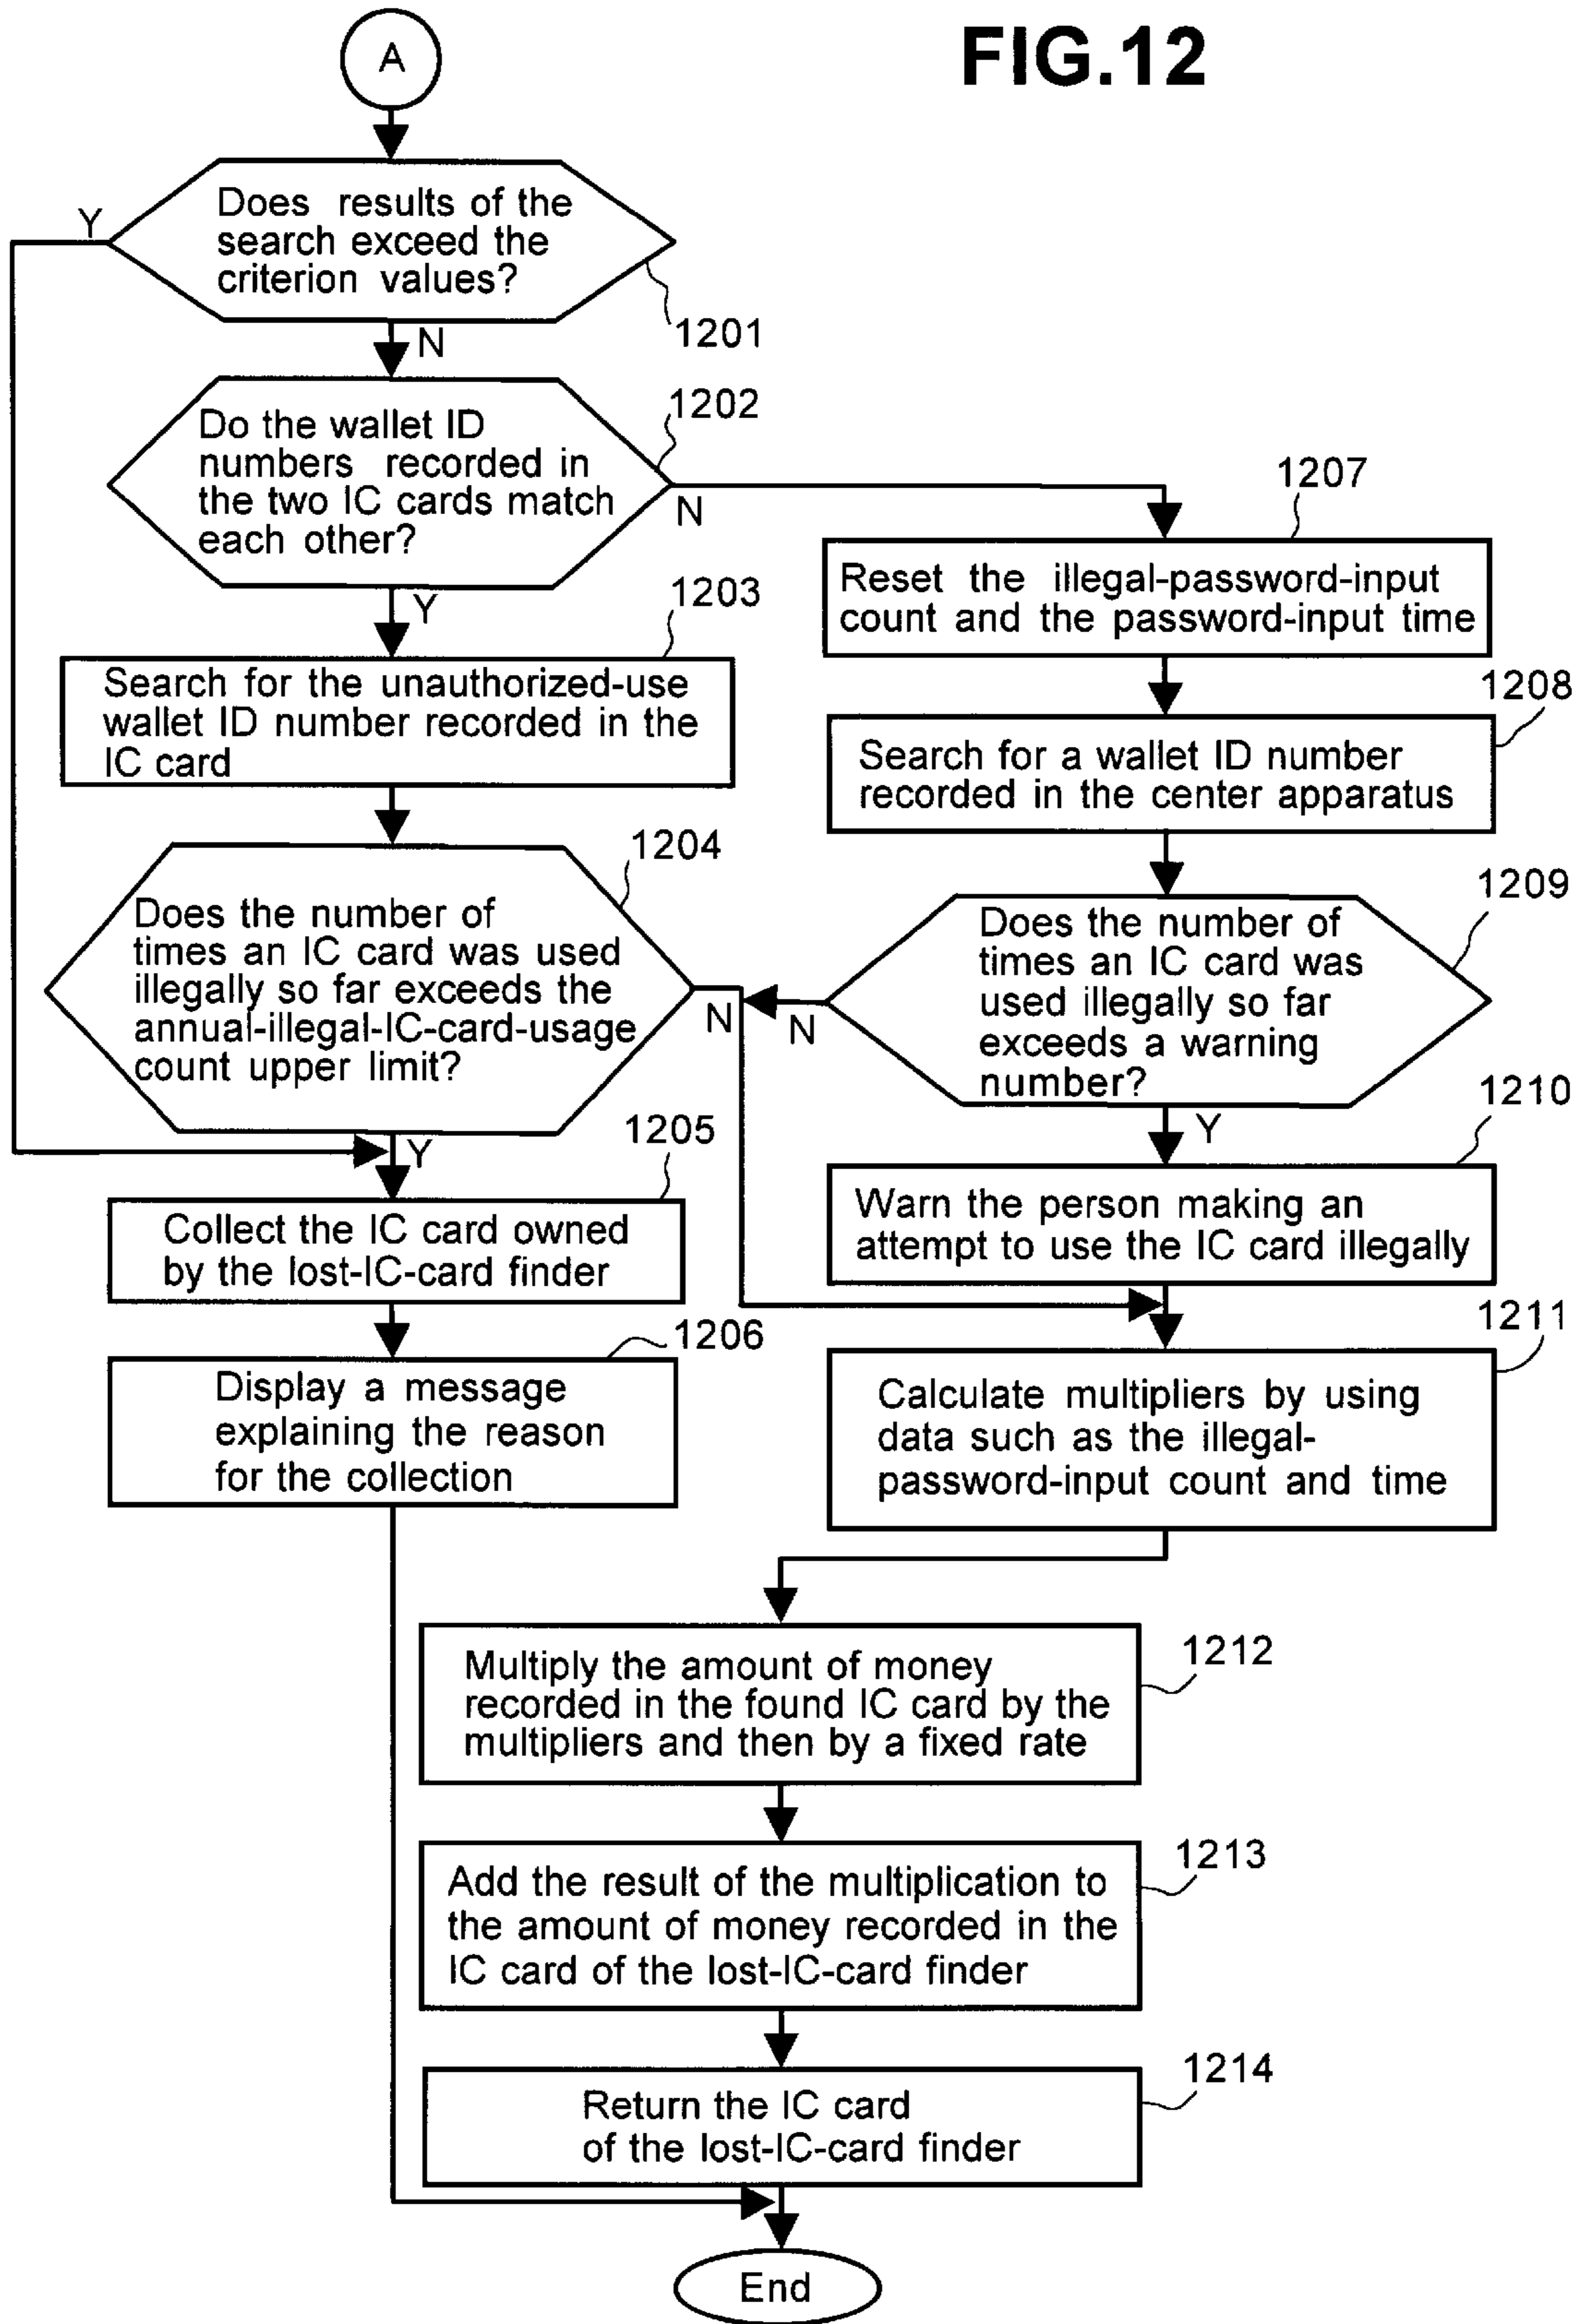 FIG.12
A
Does results of the
search exceed the
criterion values?
Y
1201
N
Do the wallet ID
numbers recorded in
the two IC cards match
each other?
1202
N
Y
1203
Search for the unauthorized-use
wallet ID number recorded in the
IC card
1204
Does the number of
times an IC card was used
illegally so far exceeds the
annual-illegal-IC-card-usage
count upper limit?
N
Y
1205
Collect the IC card owned
by the lost-IC-card finder
1206
Display a message
explaining the reason
for the collection
1207
Reset the illegal-password-input
count and the password-input time
1208
Search for a wallet ID number
recorded in the center apparatus
1209
Does the number of
times an IC card was
used illegally so far
exceeds a warning
number?
N
Y
1210
Warn the person making an
attempt to use the IC card illegally
1211
Calculate multipliers by using
data such as the illegal-
password-input count and time
1212
Multiply the amount of money
recorded in the found IC card by the
multipliers and then by a fixed rate
1213
Add the result of the multiplication to
the amount of money recorded in the
IC card of the lost-IC-card finder
1214
Return the IC card
of the lost-IC-card finder
End